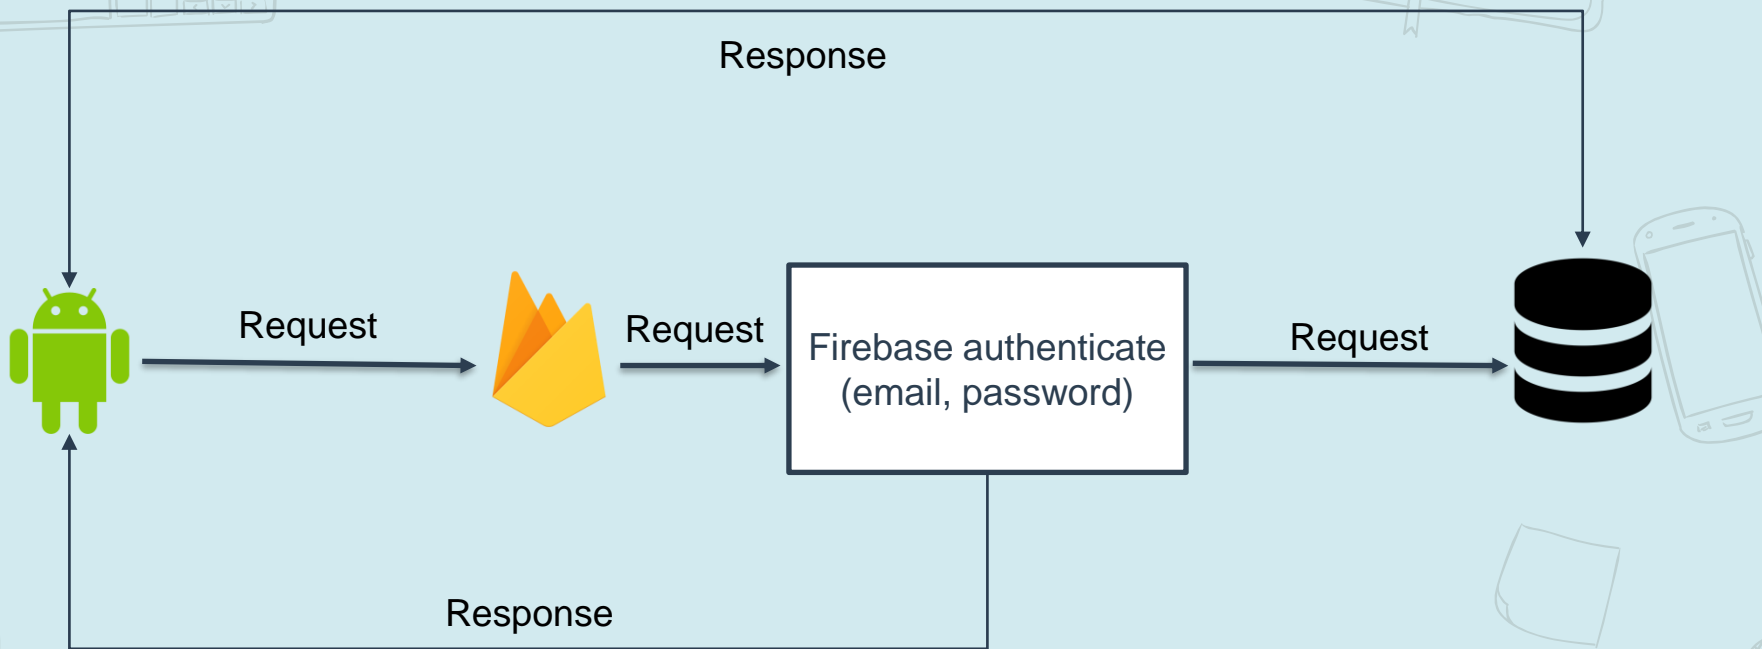 Response
Request
Request
Firebase authenticate
(email, password)
Request
Response